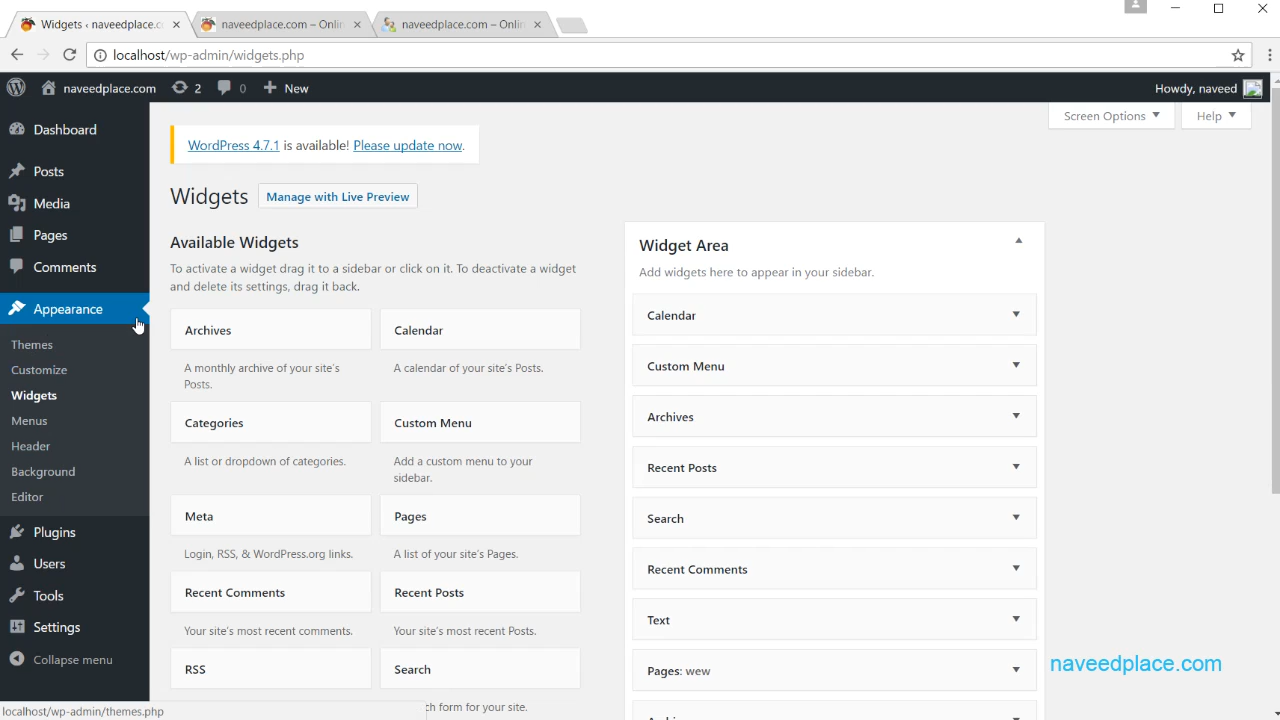 Widgets ‹ naveedplace.c
naveedplace.com – Onlin
naveedplace.com – Onlin
localhost/wp-admin/widgets.php
naveedplace.com
2
0
New
Howdy, naveed
Screen Options
Help
Dashboard
Posts
Media
Pages
Comments
Appearance
Themes
Customize
Widgets
Menus
Header
Background
Editor
Plugins
Users
Tools
Settings
Collapse menu
WordPress 4.7.1 is available! Please update now.
Widgets
Manage with Live Preview
Available Widgets
To activate a widget drag it to a sidebar or click on it. To deactivate a widget
and delete its settings, drag it back.
Archives
A monthly archive of your site's
Posts.
Calendar
A calendar of your site's Posts.
Categories
A list or dropdown of categories.
Custom Menu
Add a custom menu to your
sidebar.
Meta
Login, RSS, & WordPress.org links.
Pages
A list of your site's Pages.
Recent Comments
Your site's most recent comments.
Recent Posts
Your site's most recent Posts.
RSS
Search
ch form for your site.
Widget Area
Add widgets here to appear in your sidebar.
Calendar
Custom Menu
Archives
Recent Posts
Search
Recent Comments
Text
Pages: wew
naveedplace.com
localhost/wp-admin/themes.php